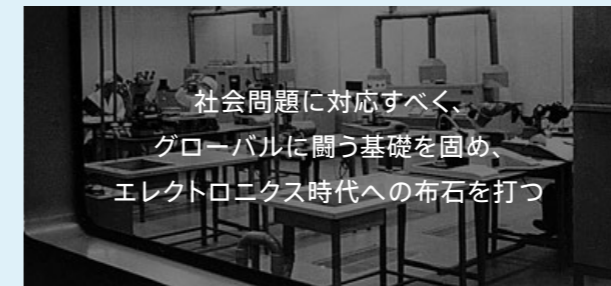 社会問題に対応すべく、
グローバルに闘う基礎を固め、
エレクトロニクス時代への布石を打つ